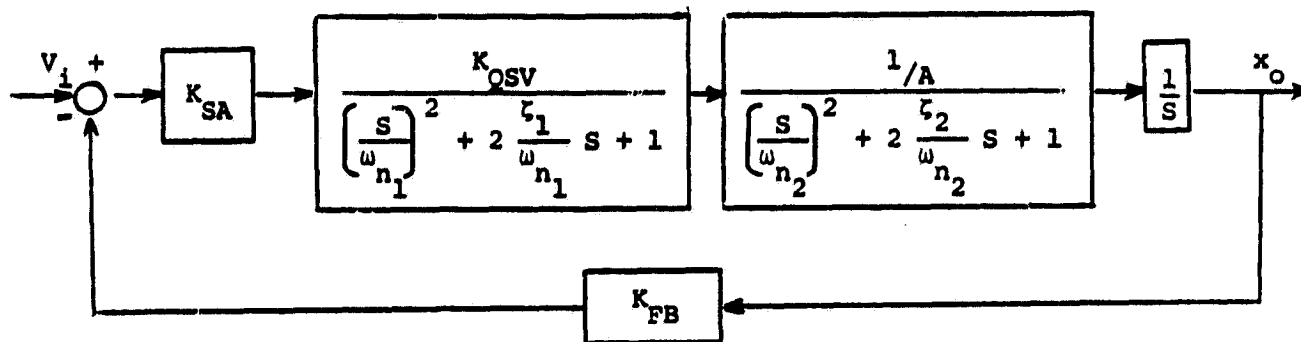 V_i + -
K_SA
K_QSV
(S/ω_n1)^2 + 2 ζ_1/ω_n1 S + 1
1/A
(S/ω_n2)^2 + 2 ζ_2/ω_n2 S + 1
1/S
x_o
K_FB